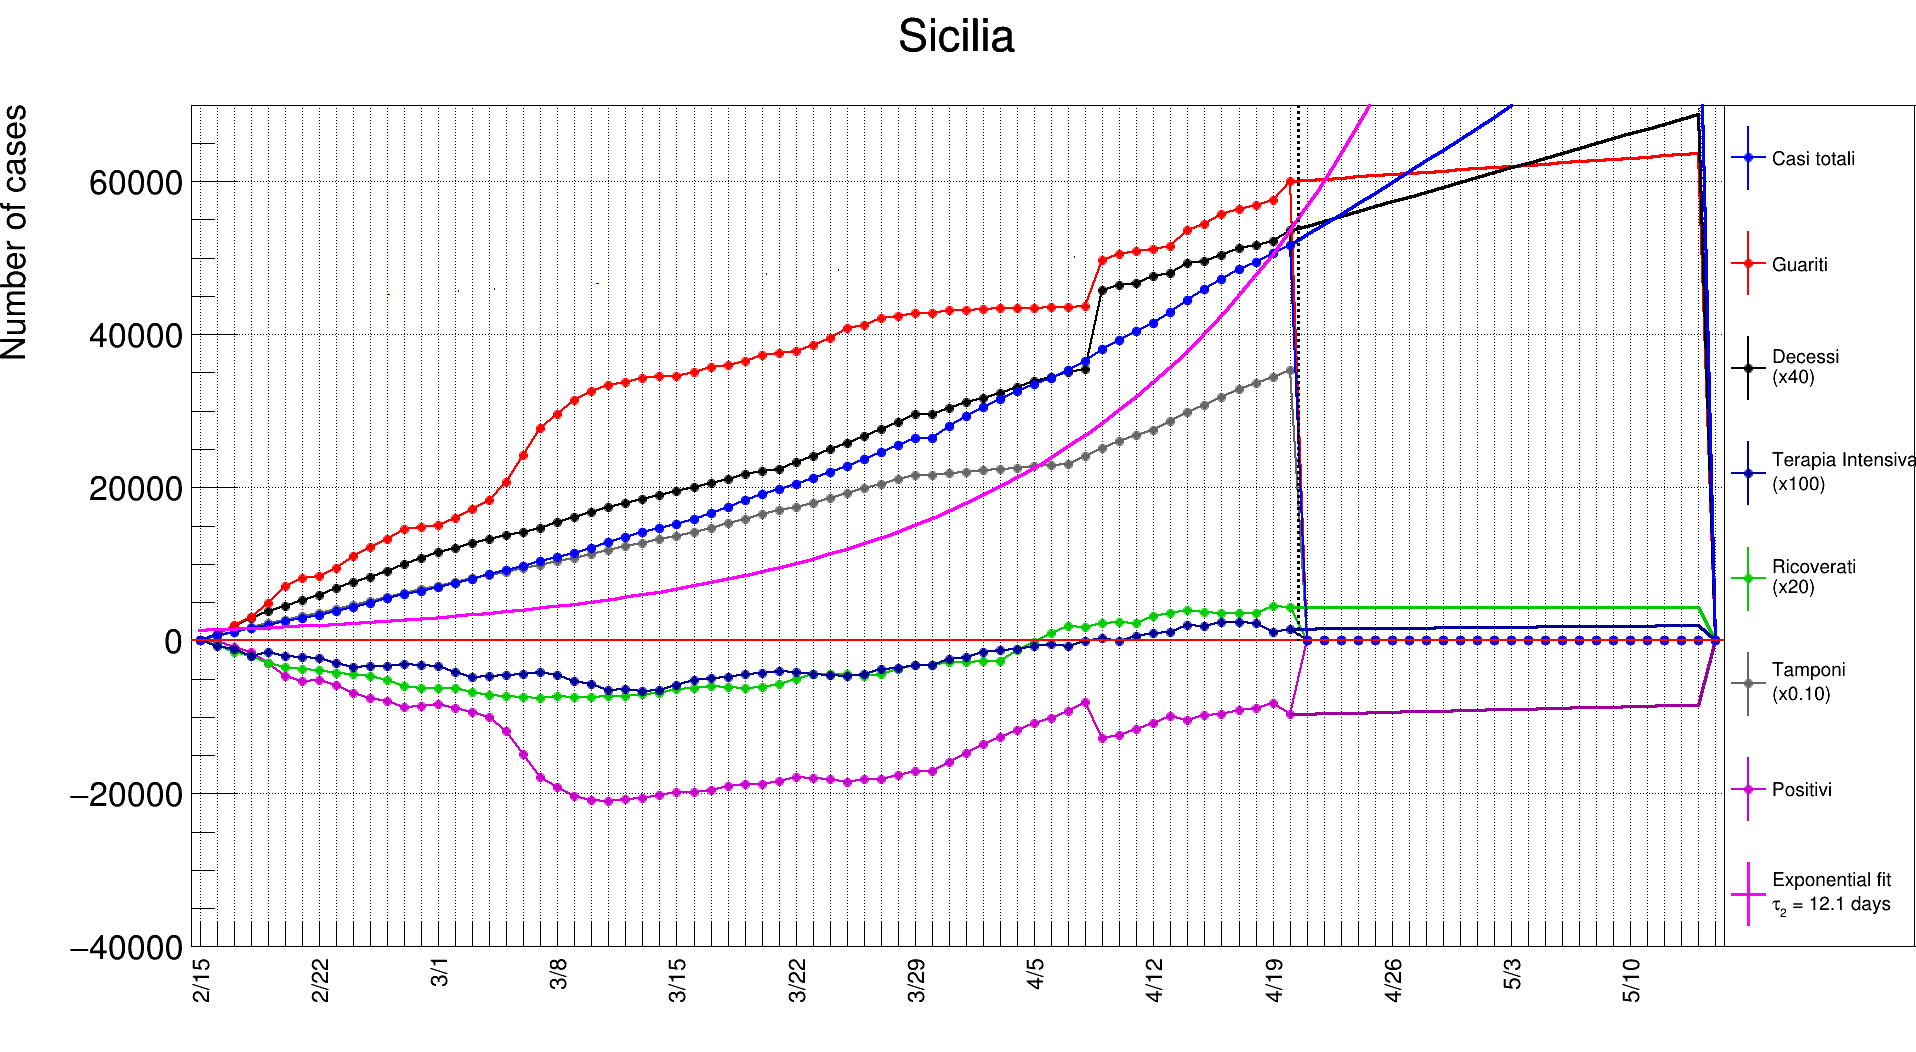 Sicilia
Number of cases
60000
40000
20000
0
−20000
−40000
2/15
2/22
3/1
3/8
3/15
3/22
3/29
4/5
4/12
4/19
4/26
5/3
5/10
Casi totali
Guariti
Decessi
(x40)
Terapia Intensiva
(x100)
Ricoverati
(x20)
Tamponi
(x0.10)
Positivi
Exponential fit
τ2 = 12.1 days